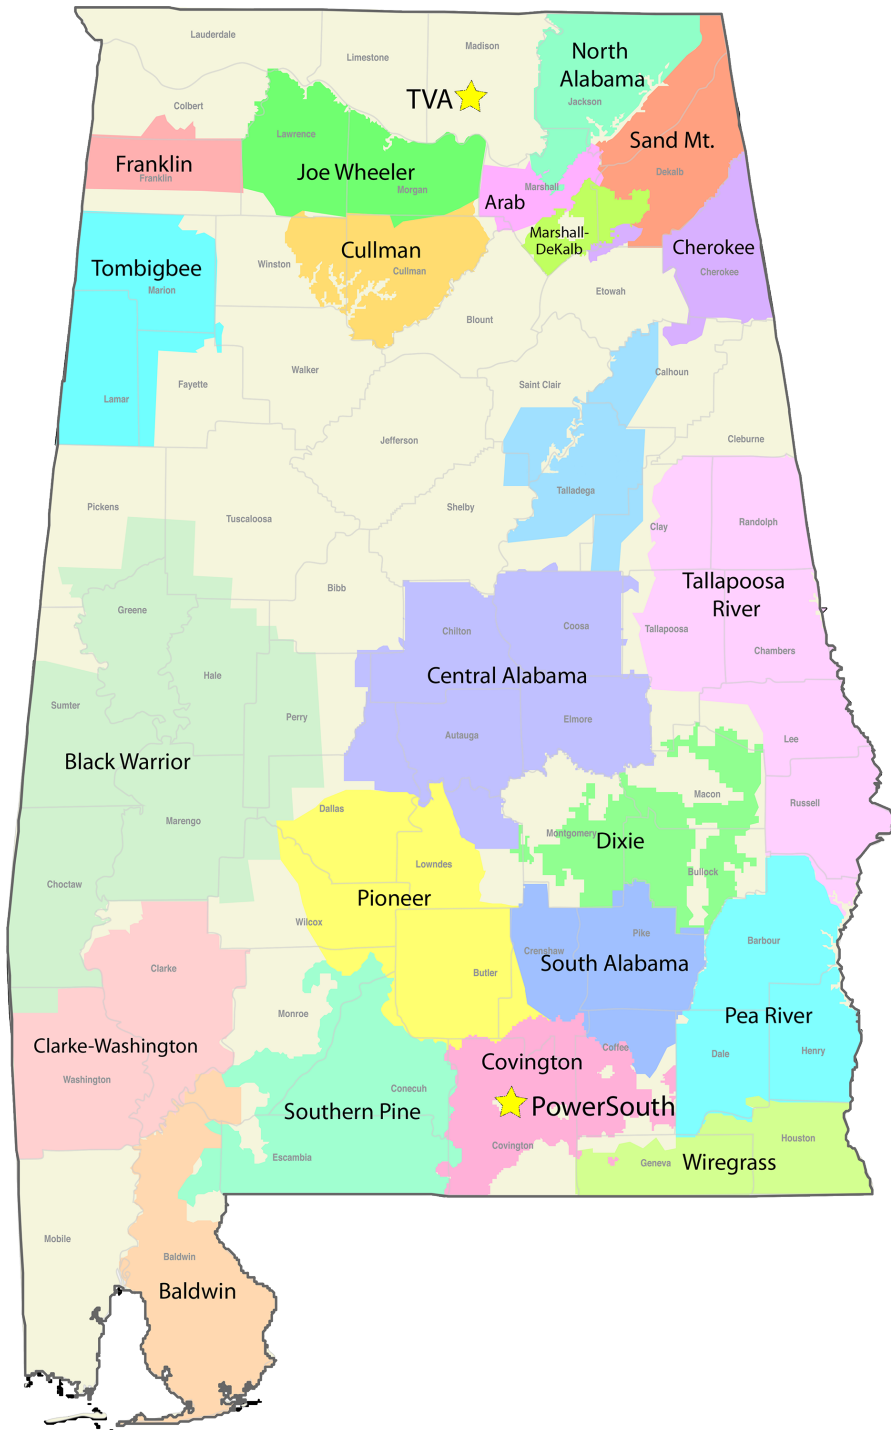 Lauderdale
Limestone
Madison
North
Alabama
Jackson
TVA
Colbert
Lawrence
Sand Mt.
Franklin
Franklin
Joe Wheeler
Morgan
Dekalb
Marshall
Arab
Marshall-
DeKalb
Cherokee
Cherokee
Cullman
Cullman
Winston
Tombigbee
Marion
Etowah
Blount
Walker
Fayette
Lamar
Saint Clair
Calhoun
Jefferson
Cleburne
Pickens
Tuscaloosa
Shelby
Talladega
Clay
Randolph
Bibb
Tallapoosa
River
Greene
Chilton
Coosa
Tallapoosa
Chambers
Hale
Central Alabama
Sumter
Perry
Autauga
Elmore
Lee
Black Warrior
Macon
Russell
Dallas
Marengo
Montgomery
Dixie
Lowndes
Bullock
Choctaw
Pioneer
Wilcox
Pike
Barbour
Crenshaw
South Alabama
Clarke
Butler
Monroe
Pea River
Clarke-Washington
Coffee
Dale
Henry
Covington
Washington
Conecuh
Southern Pine
PowerSouth
Covington
Houston
Escambia
Geneva
Wiregrass
Mobile
Baldwin
Baldwin